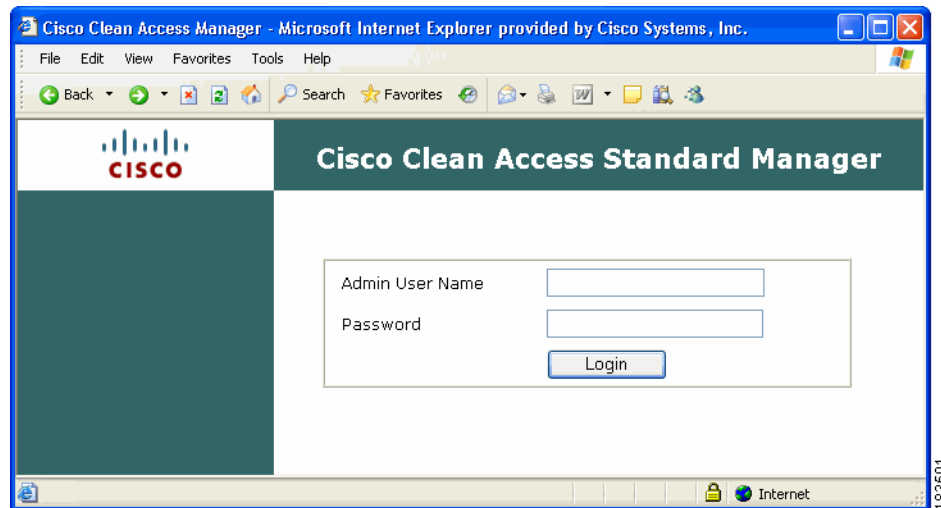 Cisco Clean Access Manager - Microsoft Internet Explorer provided by Cisco Systems, Inc.
File Edit View Favorites Tools Help
Back Search Favorites
CISCO
Cisco Clean Access Standard Manager
Admin User Name
Password
Login
Internet